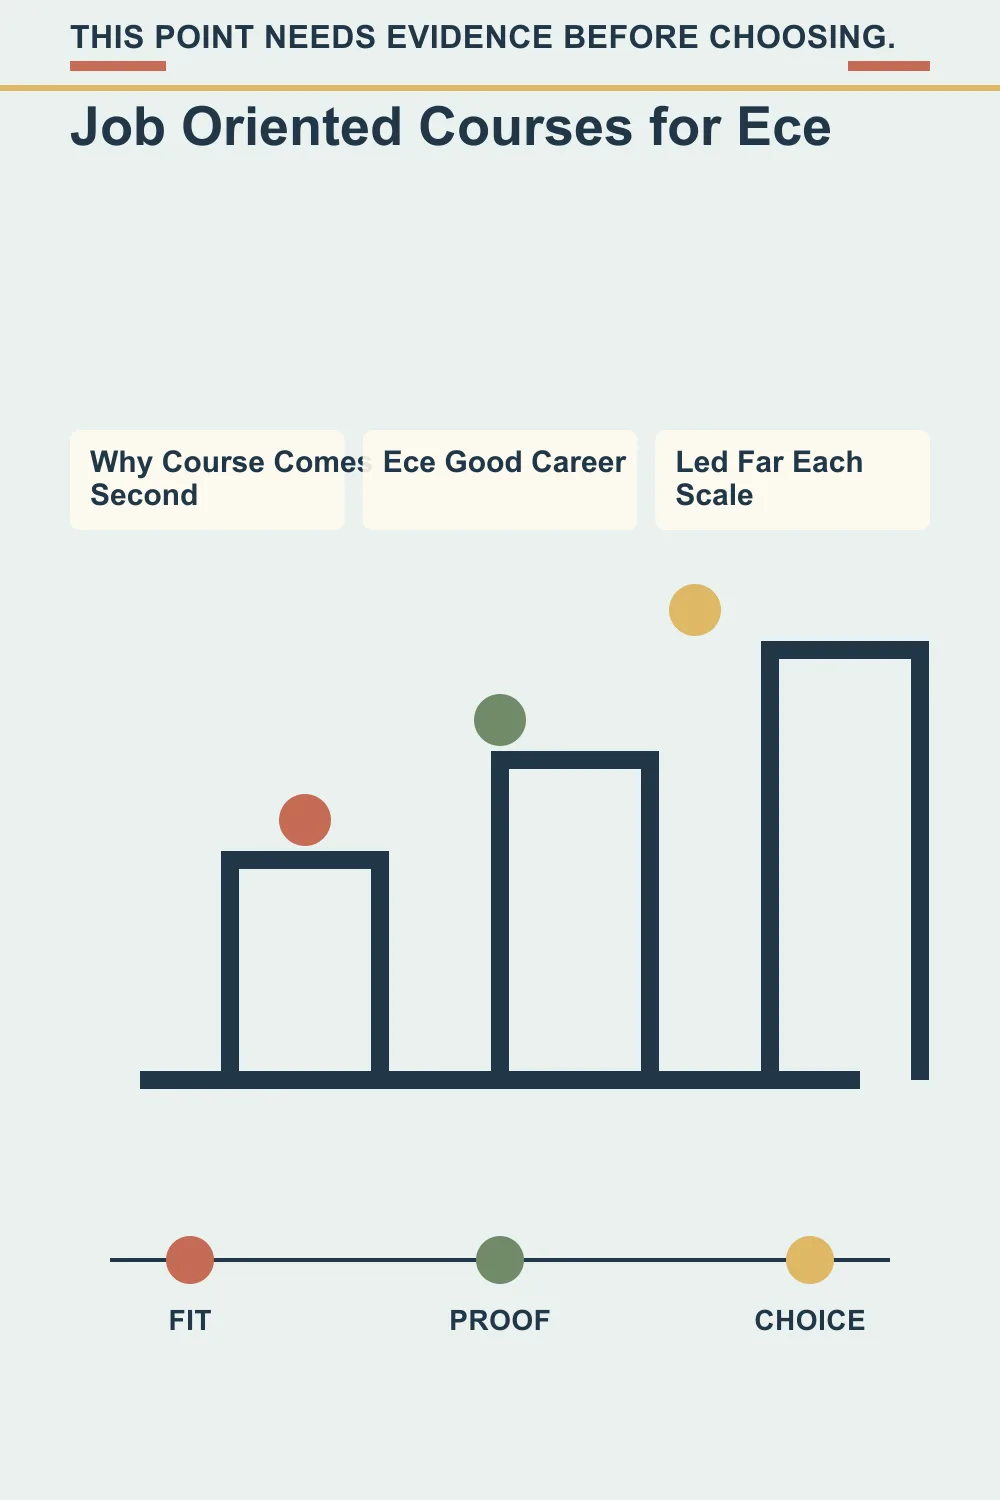 THIS POINT NEEDS EVIDENCE BEFORE CHOOSING.
Job Oriented Courses for Ece
Why Course Comes
Second
Ece Good Career
Led Far Each
Scale
FIT
PROOF
CHOICE